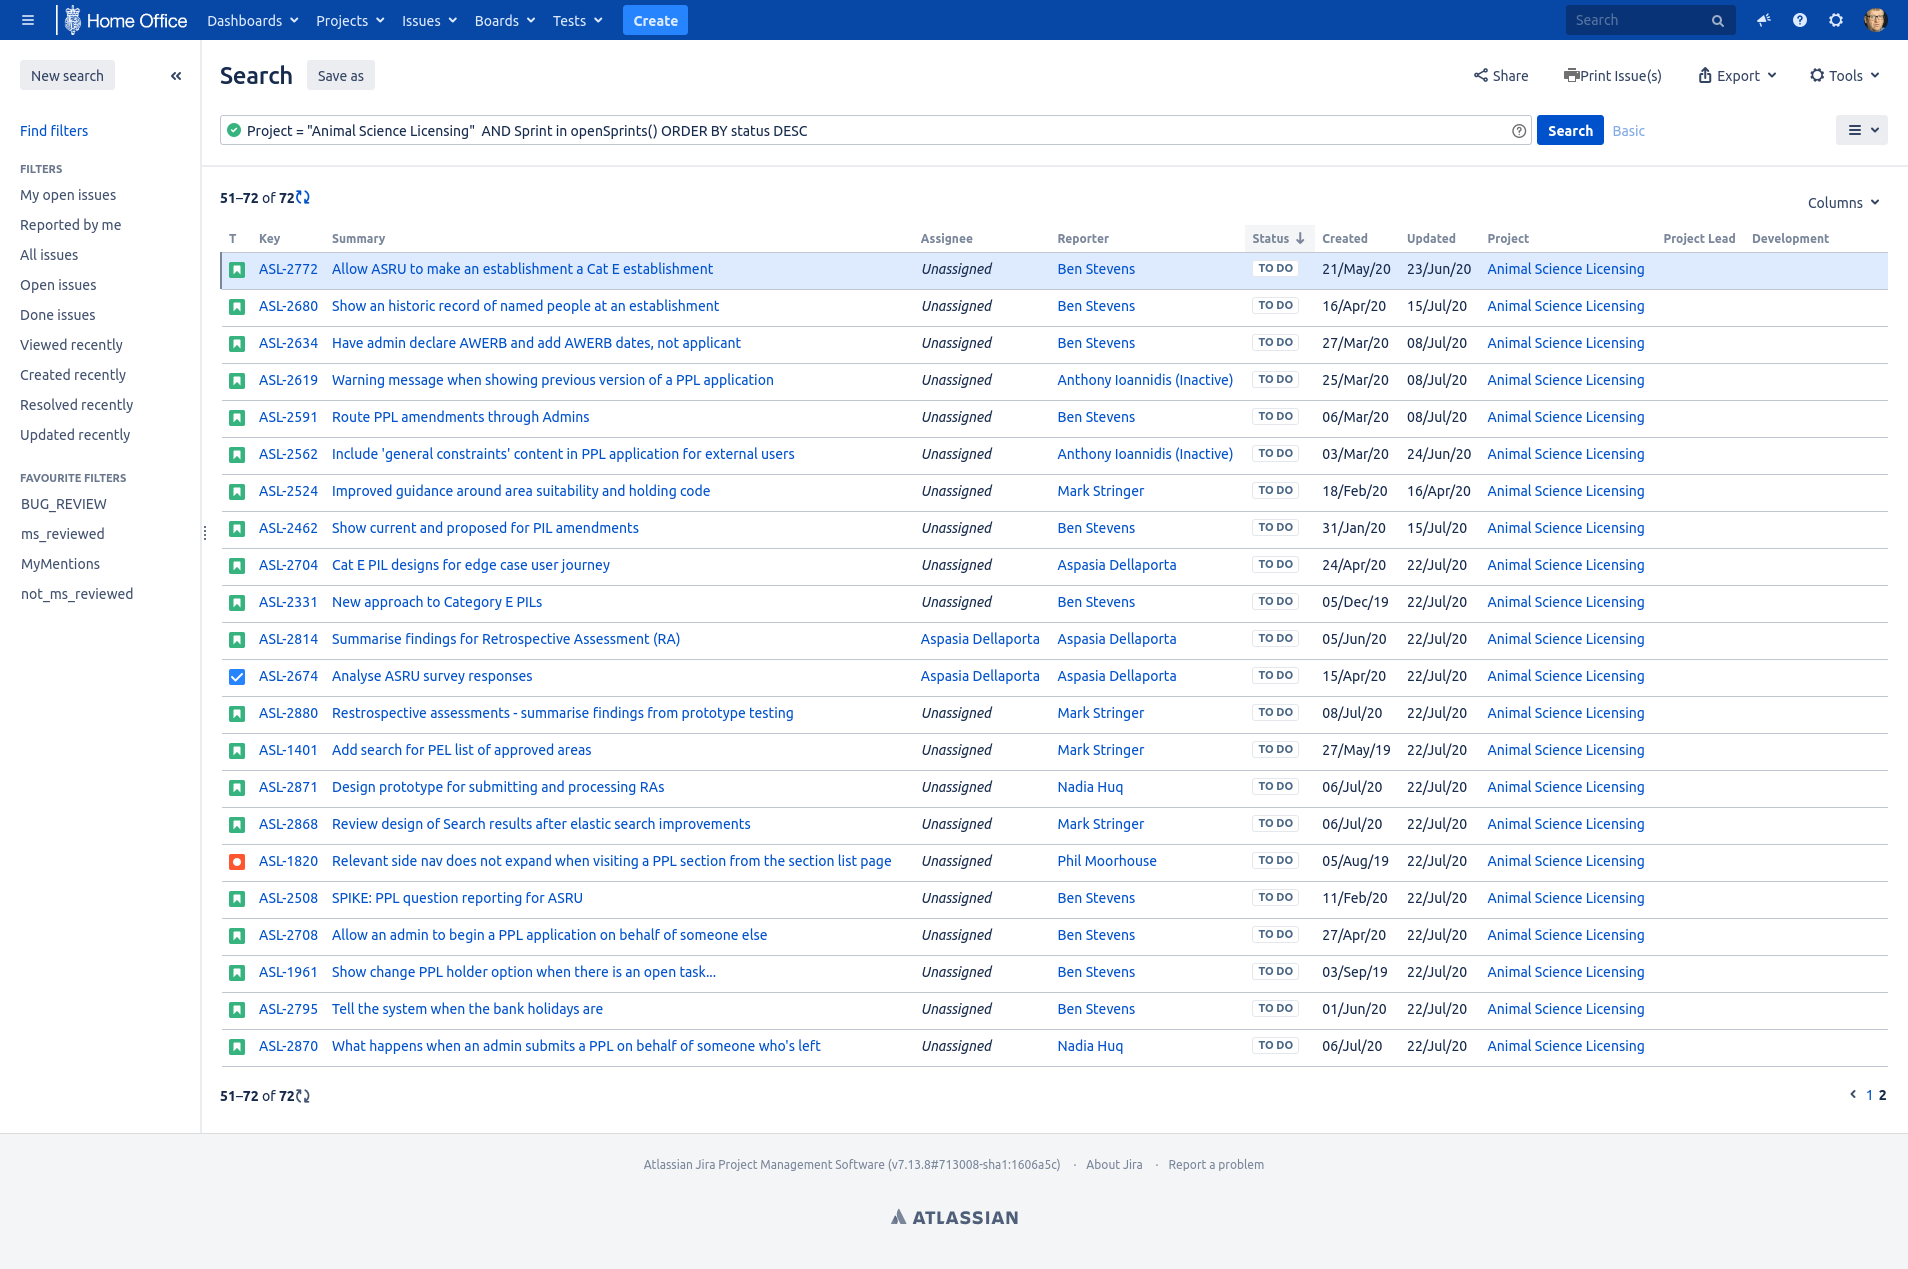 Home Office Dashboards Projects Issues Boards Tests Create Search
New search
Search Save as Share Print Issue(s) Export Tools
Find filters
Project = "Animal Science Licensing"  AND Sprint in openSprints() ORDER BY status DESC Search Basic
FILTERS
My open issues
Reported by me
All issues
Open issues
Done issues
Viewed recently
Created recently
Resolved recently
Updated recently
FAVOURITE FILTERS
BUG_REVIEW
ms_reviewed
MyMentions
not_ms_reviewed
51–72 of 72
Columns
T Key Summary Assignee Reporter Status Created Updated Project Project Lead Development
ASL-2772 Allow ASRU to make an establishment a Cat E establishment Unassigned Ben Stevens TO DO 21/May/20 23/Jun/20 Animal Science Licensing
ASL-2680 Show an historic record of named people at an establishment Unassigned Ben Stevens TO DO 16/Apr/20 15/Jul/20 Animal Science Licensing
ASL-2634 Have admin declare AWERB and add AWERB dates, not applicant Unassigned Ben Stevens TO DO 27/Mar/20 08/Jul/20 Animal Science Licensing
ASL-2619 Warning message when showing previous version of a PPL application Unassigned Anthony Ioannidis (Inactive) TO DO 25/Mar/20 08/Jul/20 Animal Science Licensing
ASL-2591 Route PPL amendments through Admins Unassigned Ben Stevens TO DO 06/Mar/20 08/Jul/20 Animal Science Licensing
ASL-2562 Include 'general constraints' content in PPL application for external users Unassigned Anthony Ioannidis (Inactive) TO DO 03/Mar/20 24/Jun/20 Animal Science Licensing
ASL-2524 Improved guidance around area suitability and holding code Unassigned Mark Stringer TO DO 18/Feb/20 16/Apr/20 Animal Science Licensing
ASL-2462 Show current and proposed for PIL amendments Unassigned Ben Stevens TO DO 31/Jan/20 15/Jul/20 Animal Science Licensing
ASL-2704 Cat E PIL designs for edge case user journey Unassigned Aspasia Dellaporta TO DO 24/Apr/20 22/Jul/20 Animal Science Licensing
ASL-2331 New approach to Category E PILs Unassigned Ben Stevens TO DO 05/Dec/19 22/Jul/20 Animal Science Licensing
ASL-2814 Summarise findings for Retrospective Assessment (RA) Aspasia Dellaporta Aspasia Dellaporta TO DO 05/Jun/20 22/Jul/20 Animal Science Licensing
ASL-2674 Analyse ASRU survey responses Aspasia Dellaporta Aspasia Dellaporta TO DO 15/Apr/20 22/Jul/20 Animal Science Licensing
ASL-2880 Restrospective assessments - summarise findings from prototype testing Unassigned Mark Stringer TO DO 08/Jul/20 22/Jul/20 Animal Science Licensing
ASL-1401 Add search for PEL list of approved areas Unassigned Mark Stringer TO DO 27/May/19 22/Jul/20 Animal Science Licensing
ASL-2871 Design prototype for submitting and processing RAs Unassigned Nadia Huq TO DO 06/Jul/20 22/Jul/20 Animal Science Licensing
ASL-2868 Review design of Search results after elastic search improvements Unassigned Mark Stringer TO DO 06/Jul/20 22/Jul/20 Animal Science Licensing
ASL-1820 Relevant side nav does not expand when visiting a PPL section from the section list page Unassigned Phil Moorhouse TO DO 05/Aug/19 22/Jul/20 Animal Science Licensing
ASL-2508 SPIKE: PPL question reporting for ASRU Unassigned Ben Stevens TO DO 11/Feb/20 22/Jul/20 Animal Science Licensing
ASL-2708 Allow an admin to begin a PPL application on behalf of someone else Unassigned Ben Stevens TO DO 27/Apr/20 22/Jul/20 Animal Science Licensing
ASL-1961 Show change PPL holder option when there is an open task... Unassigned Ben Stevens TO DO 03/Sep/19 22/Jul/20 Animal Science Licensing
ASL-2795 Tell the system when the bank holidays are Unassigned Ben Stevens TO DO 01/Jun/20 22/Jul/20 Animal Science Licensing
ASL-2870 What happens when an admin submits a PPL on behalf of someone who's left Unassigned Nadia Huq TO DO 06/Jul/20 22/Jul/20 Animal Science Licensing
51–72 of 72 1 2
Atlassian Jira Project Management Software (v7.13.8#713008-sha1:1606a5c) · About Jira · Report a problem
ATLASSIAN